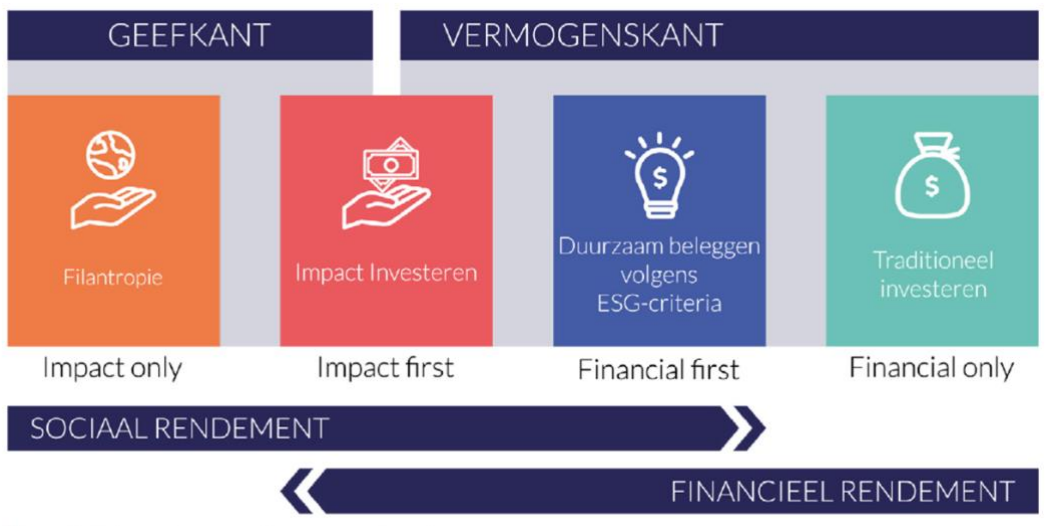 GEEFKANT
VERMOGENSKANT
$
$
Filantropie
Impact Investeren
Duurzaam beleggen
volgens
ESG-criteria
Traditioneel
investeren
Impact only
Impact first
Financial first
Financial only
SOCIAAL RENDEMENT
FINANCIEEL RENDEMENT